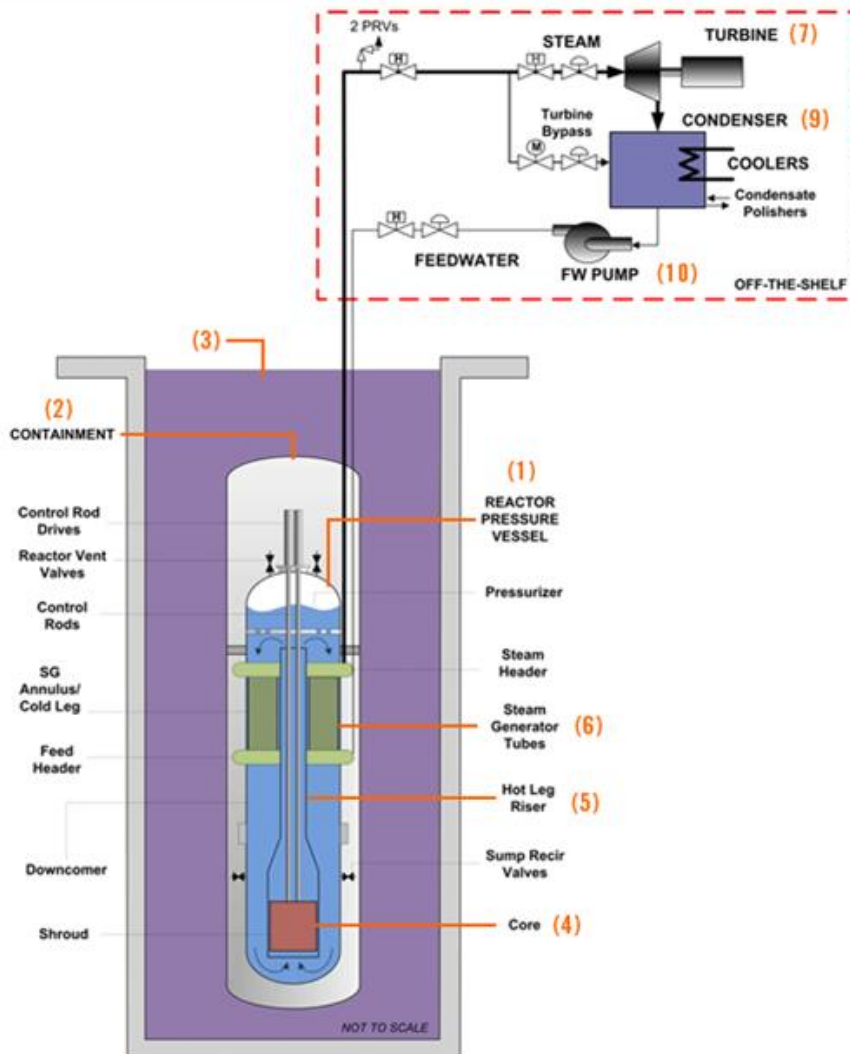 2 PRVs
H
STEAM
H
TURBINE (7)
Turbine
Bypass
M
CONDENSER (9)
COOLERS
Condensate
Polishers
H
FEEDWATER
FW PUMP (10)
OFF-THE-SHELF
(3)
(2)
CONTAINMENT
(1)
REACTOR
PRESSURE
VESSEL
Control Rod
Drives
Reactor Vent
Valves
Pressurizer
Control
Rods
Steam
Header
SG
Annulus/
Cold Leg
Steam
Generator
Tubes
(6)
Feed
Header
Hot Leg
Riser
(5)
Downcomer
Sump Recir
Valves
Shroud
Core (4)
NOT TO SCALE